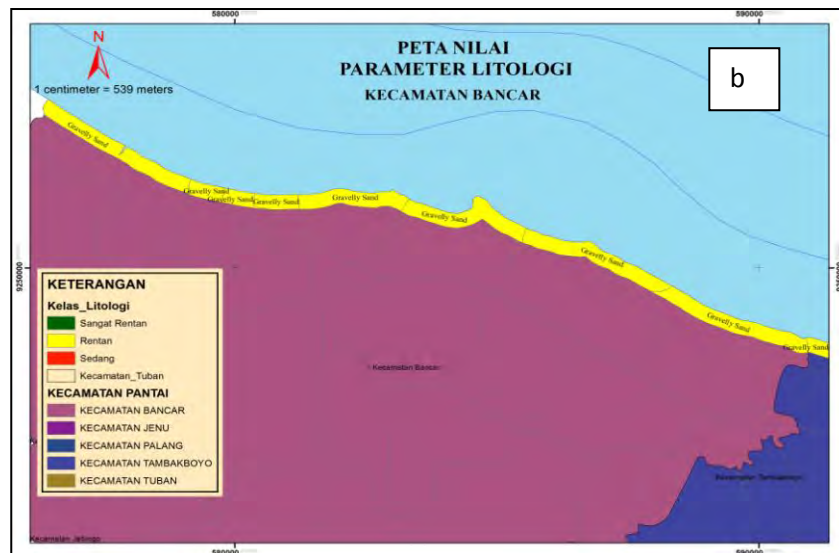 580000
590000
N
1 centimeter = 539 meters
PETA NILAI
PARAMETER LITOLOGI
KECAMATAN BANCAR
b
Gravelly Sand
Gravelly Sand
Gravelly Sand
Gravelly Sand
Gravelly Sand
Gravelly Sand
Gravelly Sand
Gravelly Sand
Gravelly Sand
9250000
9250000
KETERANGAN
Kelas_Litologi
Sangat Rentan
Rentan
Sedang
Kecamatan_Tuban
KECAMATAN PANTAI
KECAMATAN BANCAR
KECAMATAN JENU
KECAMATAN PALANG
KECAMATAN TAMBAKBOYO
KECAMATAN TUBAN
Kecamatan Bancar
Kecamatan Tambakboyo
Kecamatan Jatirogo
580000
590000